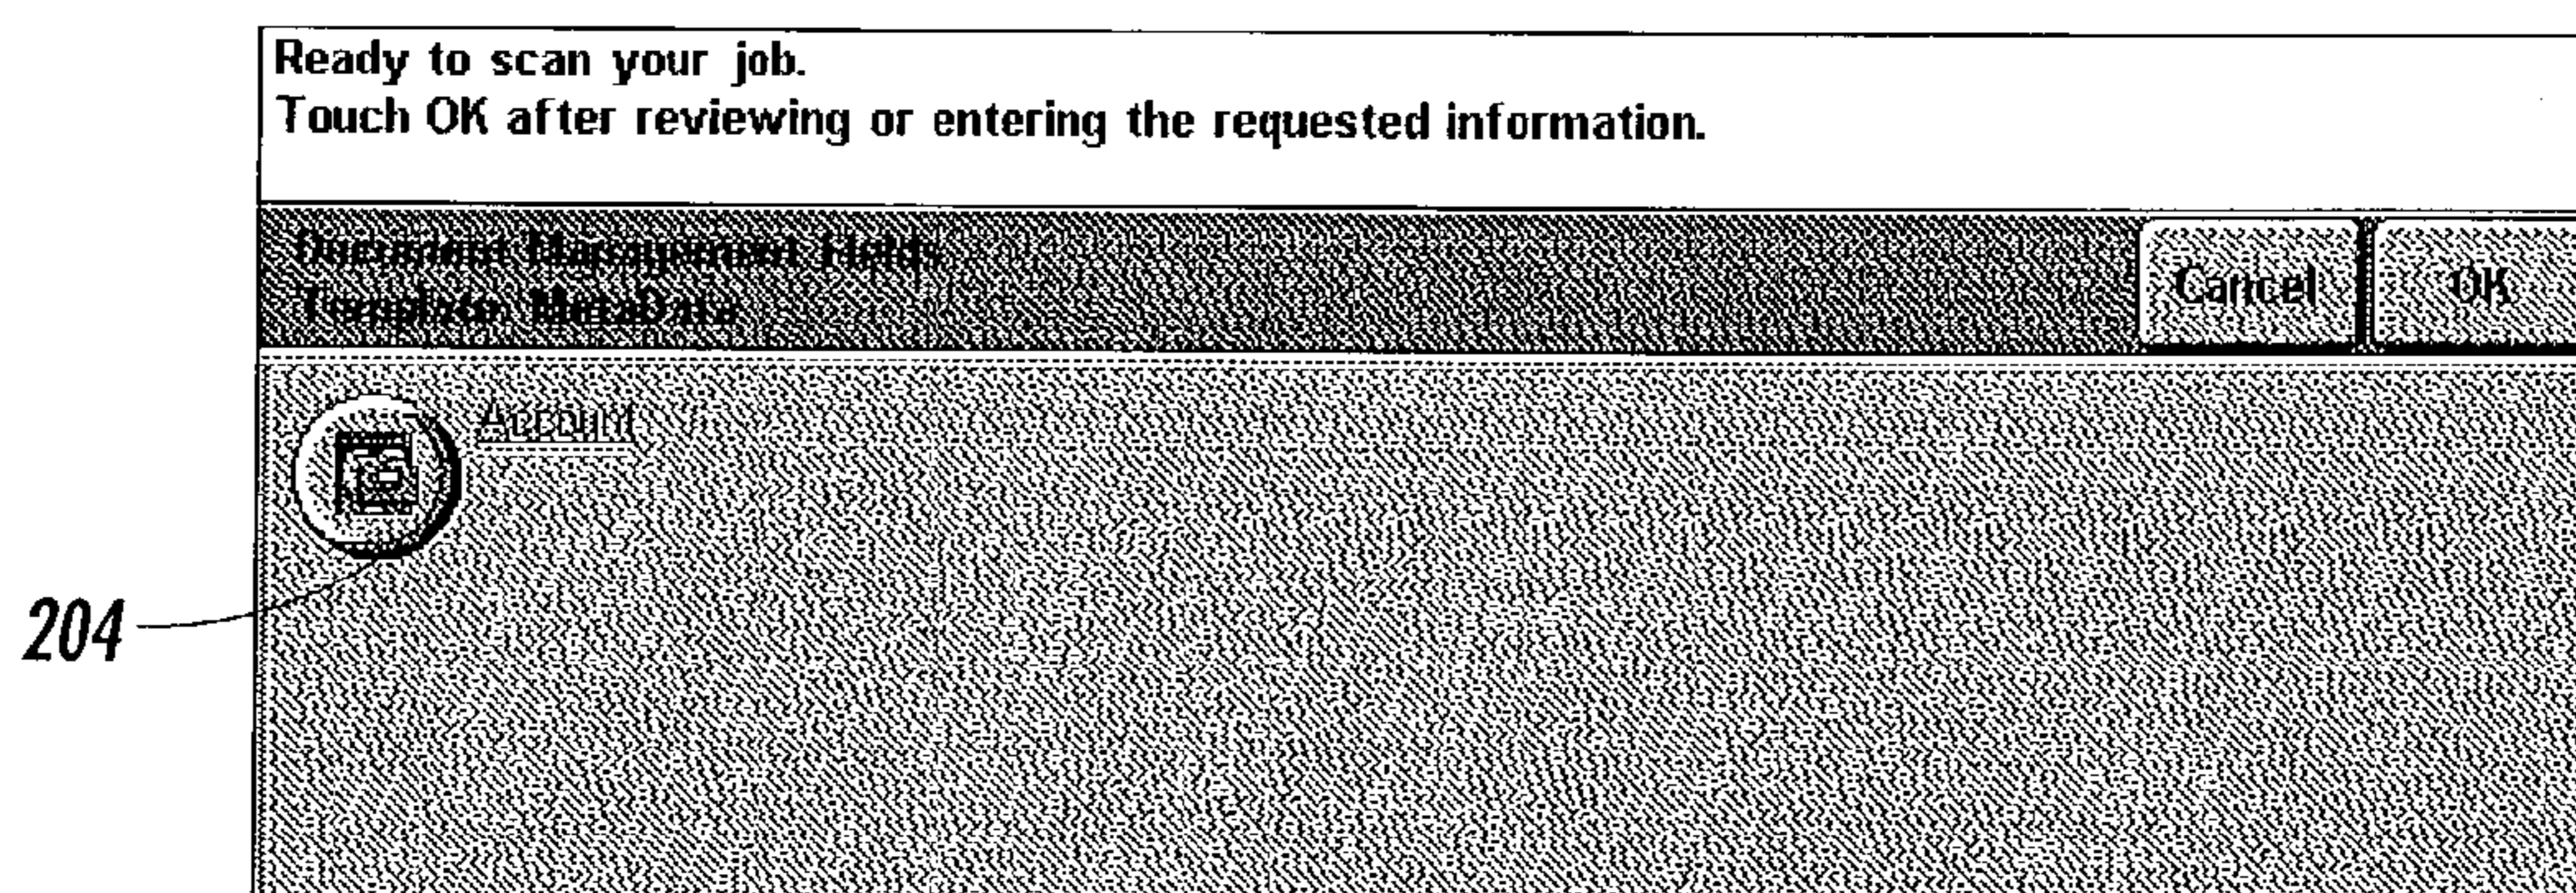 Ready to scan your job.
Touch OK after reviewing or entering the requested information.
Document Management Fields
Template: MetaData
Cancel
OK
Account
204